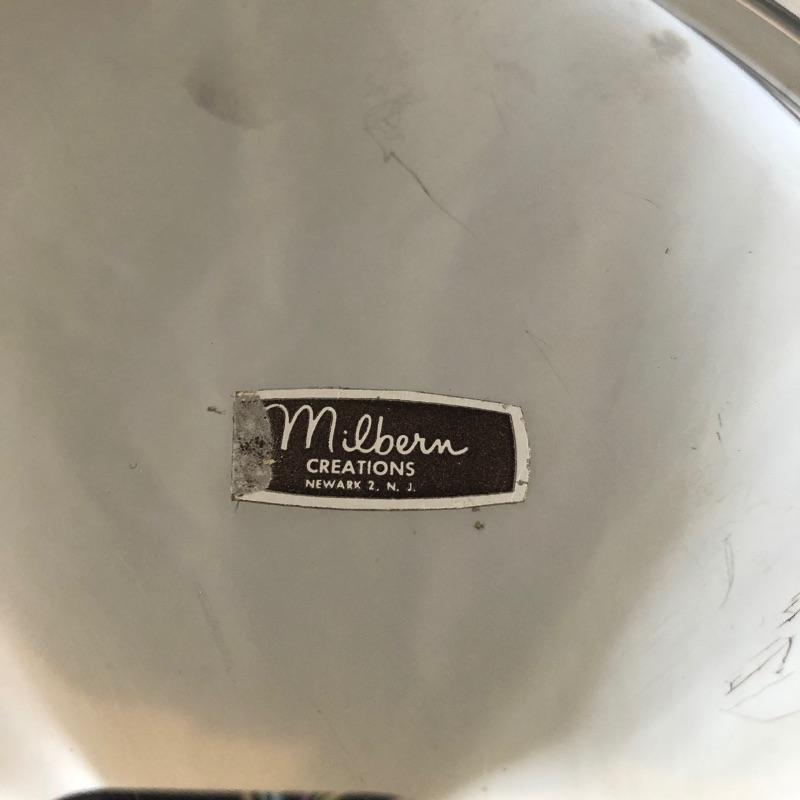 Milbern
CREATIONS
NEWARK 2, N. J.